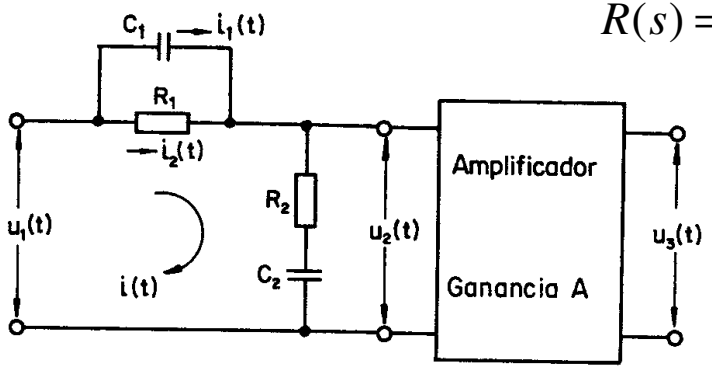 R(s) =
C₁
i₁(t)
R₁
i₂(t)
Amplificador
R₂
u₁(t)
u₂(t)
u₃(t)
i(t)
C₂
Ganancia A